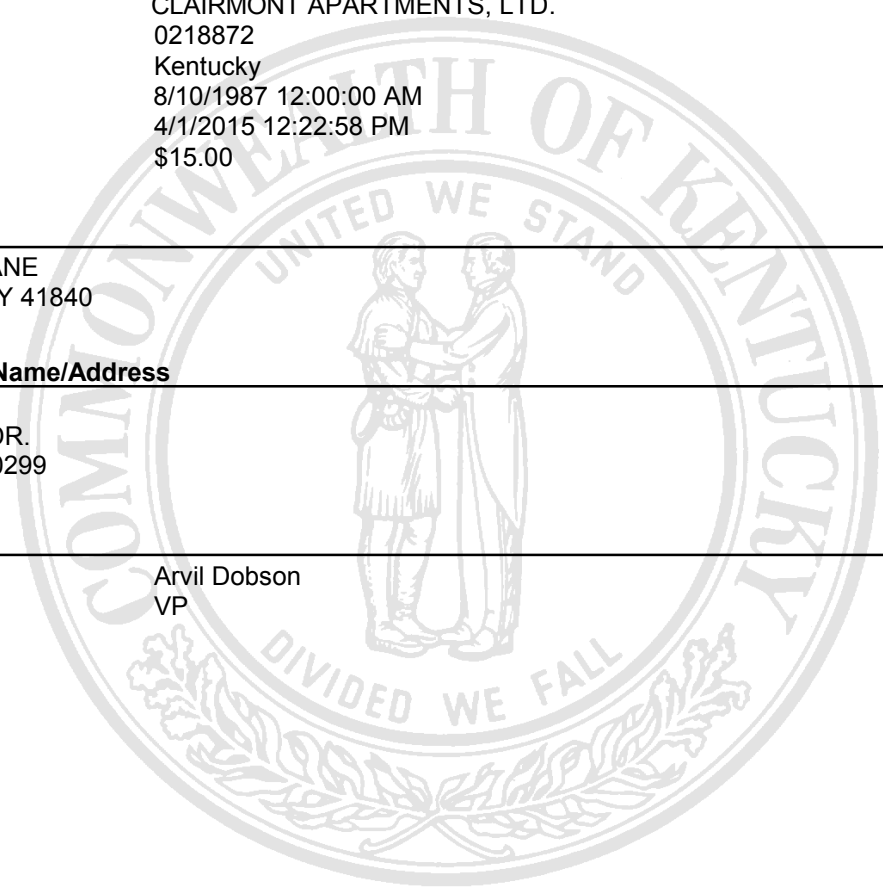 CLAIRMONT APARTMENTS, LTD.
0218872
Kentucky
8/10/1987 12:00:00 AM
4/1/2015 12:22:58 PM
$15.00
ANE
Y 41840
Name/Address
OR.
0299
Arvil Dobson
VP
COMMONWEALTH OF KENTUCKY
UNITED WE STAND
DIVIDED WE FALL